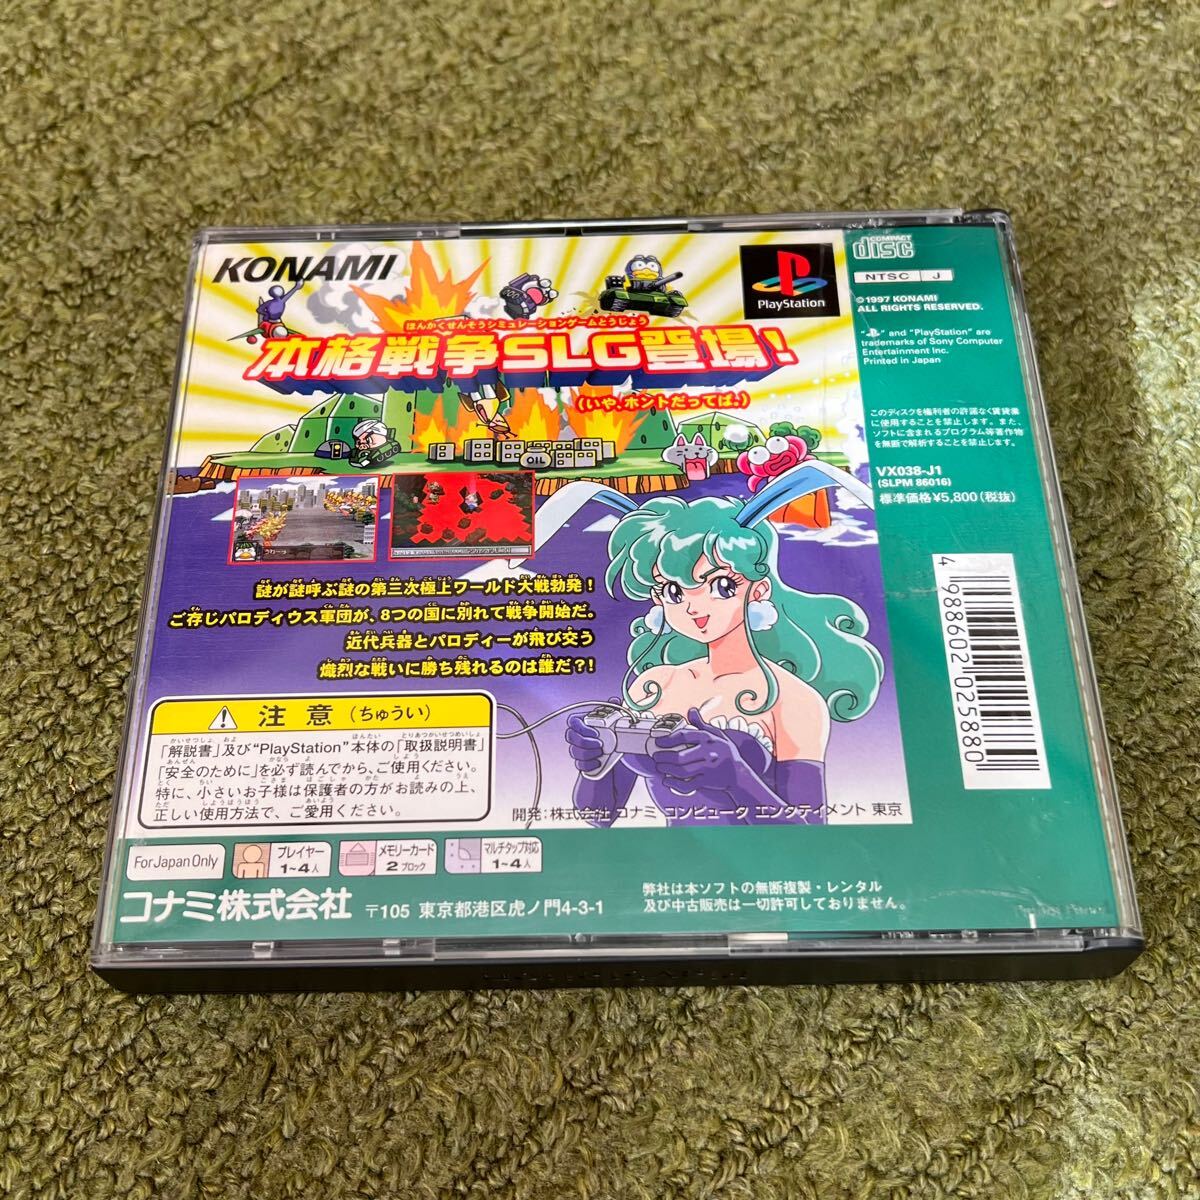 KONAMI
PlayStation
ほんかくせんそうシミュレーションゲームとうじょう
本格戦争SLG登場!
(いや、ホントだってば。)
OIL
謎が謎呼ぶ謎の第三次極上ワールド大戦勃発!
ご存じパロディウス軍団が、8つの国に別れて戦争開始だ。
近代兵器とパロディーが飛び交う
熾烈な戦いに勝ち残れるのは誰だ?!
注意(ちゅうい)
「解説書」及び"PlayStation"本体の「取扱説明書」
「安全のために」を必ず読んでから、ご使用ください。
特に、小さいお子様は保護者の方がお読みの上、
正しい使用方法で、ご愛用ください。
開発:株式会社 コナミ コンピュータ エンタテイメント 東京
For Japan Only
プレイヤー
1~4人
メモリーカード
2ブロック
マルチタップ対応
1~4人
コナミ株式会社 〒105 東京都港区虎ノ門4-3-1
弊社は本ソフトの無断複製・レンタル
及び中古販売は一切許可しておりません。
COMPACT
disc
NTSC J
©1997 KONAMI
ALL RIGHTS RESERVED.
" " and "PlayStation" are
trademarks of Sony Computer
Entertainment Inc.
Printed in Japan
このディスクを権利者の許諾なく賃貸業
に使用することを禁止します。また、
ソフトに含まれるプログラム等著作物
を無断で解析することを禁止します。
VX038-J1
(SLPM 86016)
標準価格¥5,800(税抜)
4 988602 025880